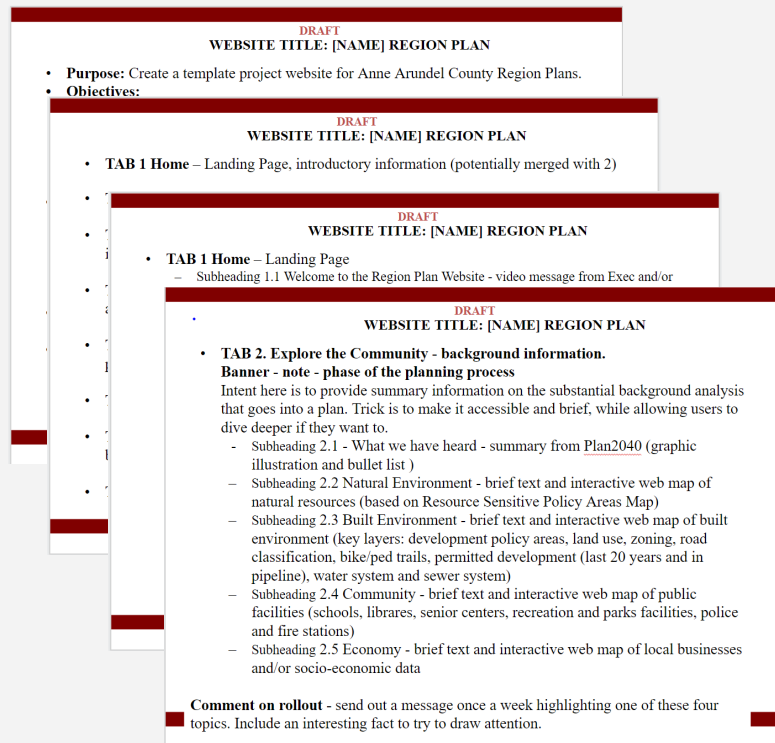 DRAFT
WEBSITE TITLE: [NAME] REGION PLAN
• Purpose: Create a template project website for Anne Arundel County Region Plans.
• Objectives:
DRAFT
WEBSITE TITLE: [NAME] REGION PLAN
• TAB 1 Home – Landing Page, introductory information (potentially merged with 2)
DRAFT
WEBSITE TITLE: [NAME] REGION PLAN
• TAB 1 Home – Landing Page
– Subheading 1.1 Welcome to the Region Plan Website - video message from Exec and/or
DRAFT
WEBSITE TITLE: [NAME] REGION PLAN
• TAB 2. Explore the Community - background information.
Banner - note - phase of the planning process
Intent here is to provide summary information on the substantial background analysis
that goes into a plan. Trick is to make it accessible and brief, while allowing users to
dive deeper if they want to.
- Subheading 2.1 - What we have heard - summary from Plan2040 (graphic
illustration and bullet list )
– Subheading 2.2 Natural Environment - brief text and interactive web map of
natural resources (based on Resource Sensitive Policy Areas Map)
– Subheading 2.3 Built Environment - brief text and interactive web map of built
environment (key layers: development policy areas, land use, zoning, road
classification, bike/ped trails, permitted development (last 20 years and in
pipeline), water system and sewer system)
– Subheading 2.4 Community - brief text and interactive web map of public
facilities (schools, librares, senior centers, recreation and parks facilities, police
and fire stations)
– Subheading 2.5 Economy - brief text and interactive web map of local businesses
and/or socio-economic data
Comment on rollout - send out a message once a week highlighting one of these four
topics. Include an interesting fact to try to draw attention.